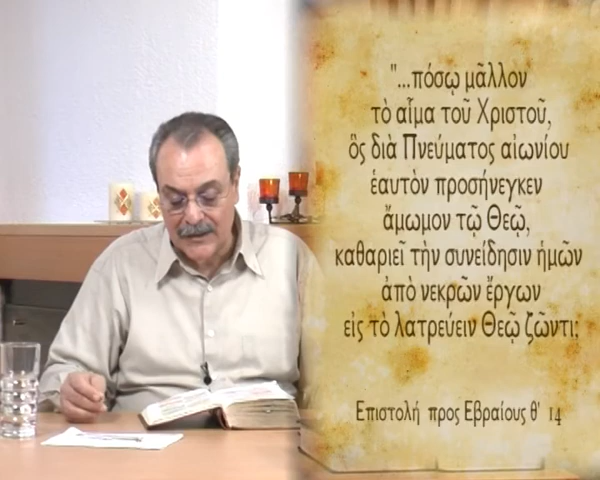 "...πόσῳ μᾶλλον
τὸ αἷμα τοῦ Χριστοῦ,
ὃς διὰ Πνεύματος αἰωνίου
ἑαυτὸν προσήνεγκεν
ἄμωμον τῷ Θεῷ,
καθαριεῖ τὴν συνείδησιν ἡμῶν
ἀπὸ νεκρῶν ἔργων
εἰς τὸ λατρεύειν Θεῷ ζῶντι;
Επιστολή προς Εβραίους θ' 14